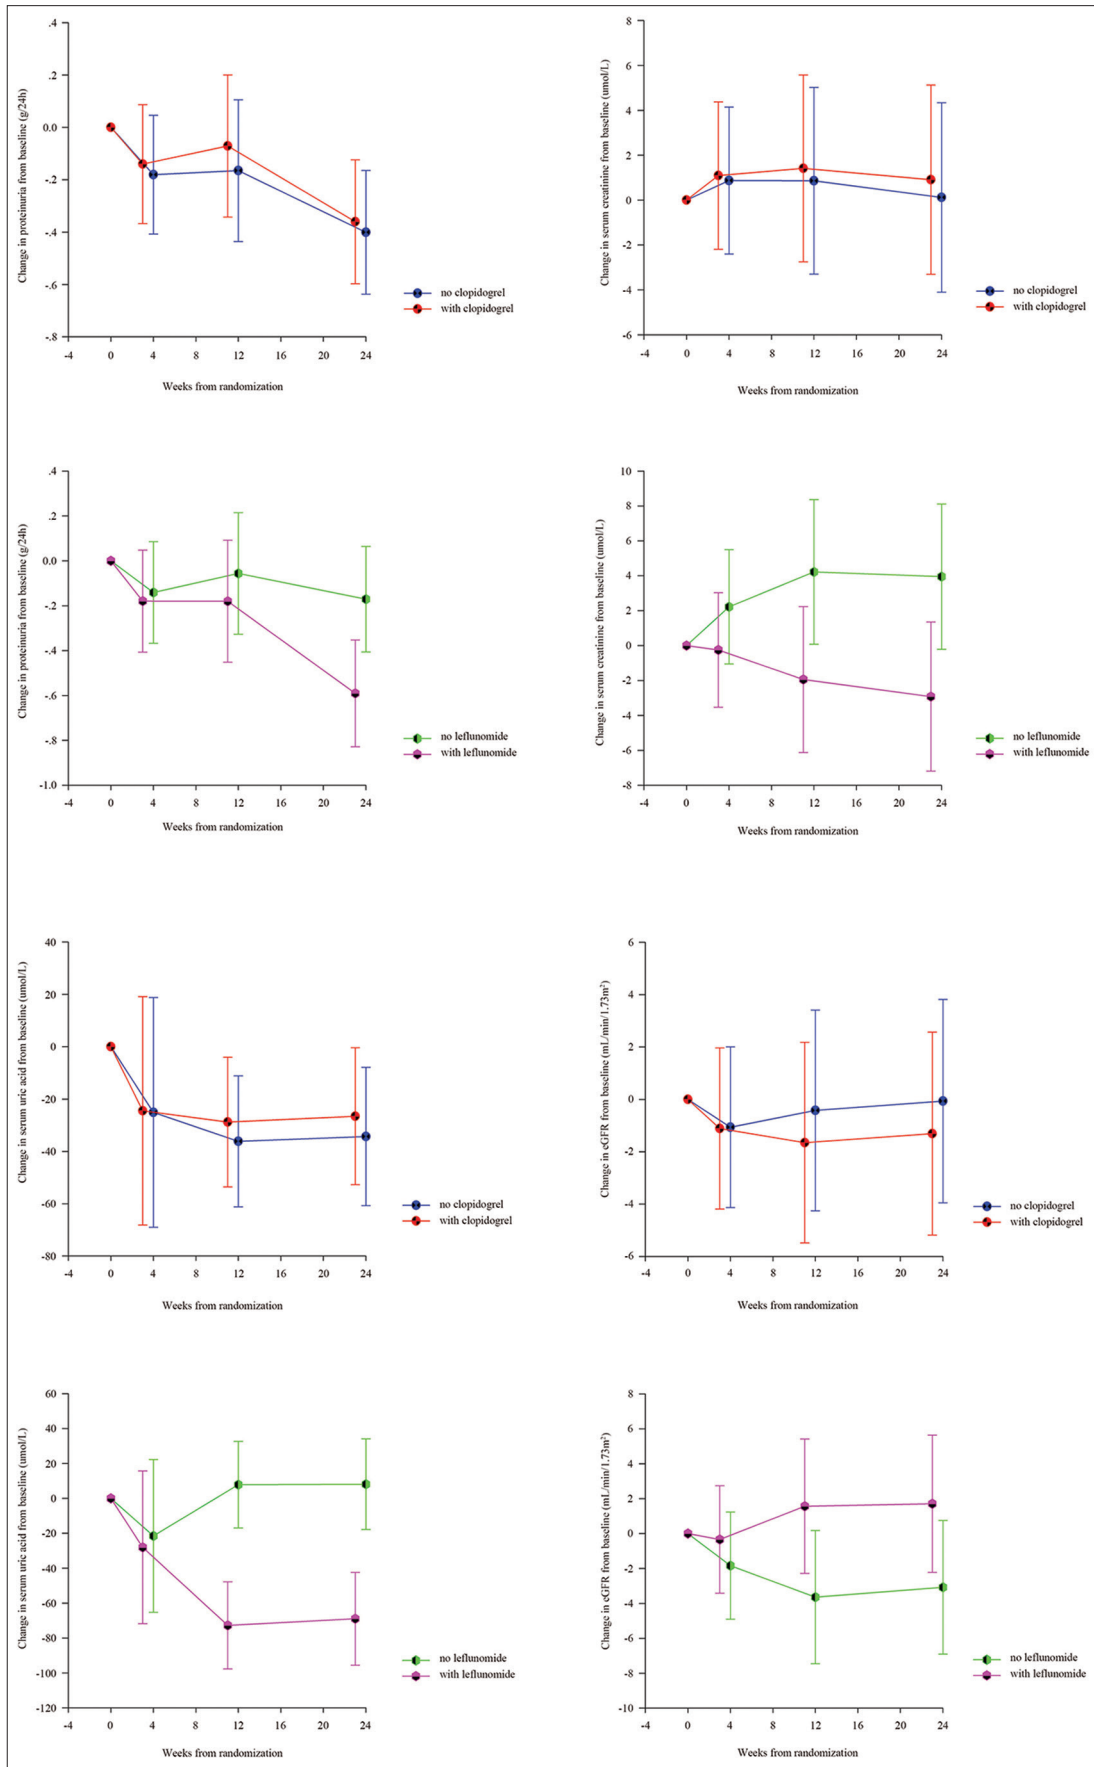 Change in proteinuria from baseline (g/24h)
.4
.2
0.0
-.2
-.4
-.6
-.8
-4 0 4 8 12 16 20 24
Weeks from randomization
no clopidogrel
with clopidogrel
Change in serum creatinine from baseline (umol/L)
8
6
4
2
0
-2
-4
-6
-4 0 4 8 12 16 20 24
Weeks from randomization
no clopidogrel
with clopidogrel
Change in proteinuria from baseline (g/24h)
.4
.2
0.0
-.2
-.4
-.6
-.8
-1.0
-4 0 4 8 12 16 20 24
Weeks from randomization
no leflunomide
with leflunomide
Change in serum creatinine from baseline (umol/L)
10
8
6
4
2
0
-2
-4
-6
-8
-4 0 4 8 12 16 20 24
Weeks from randomization
no leflunomide
with leflunomide
Change in serum uric acid from baseline (umol/L)
40
20
0
-20
-40
-60
-80
-4 0 4 8 12 16 20 24
Weeks from randomization
no clopidogrel
with clopidogrel
Change in eGFR from baseline (mL/min/1.73m²)
6
4
2
0
-2
-4
-6
-4 0 4 8 12 16 20 24
Weeks from randomization
no clopidogrel
with clopidogrel
Change in serum uric acid from baseline (umol/L)
60
40
20
0
-20
-40
-60
-80
-100
-120
-4 0 4 8 12 16 20 24
Weeks from randomization
no leflunomide
with leflunomide
Change in eGFR from baseline (mL/min/1.73m²)
8
6
4
2
0
-2
-4
-6
-8
-10
-4 0 4 8 12 16 20 24
Weeks from randomization
no leflunomide
with leflunomide